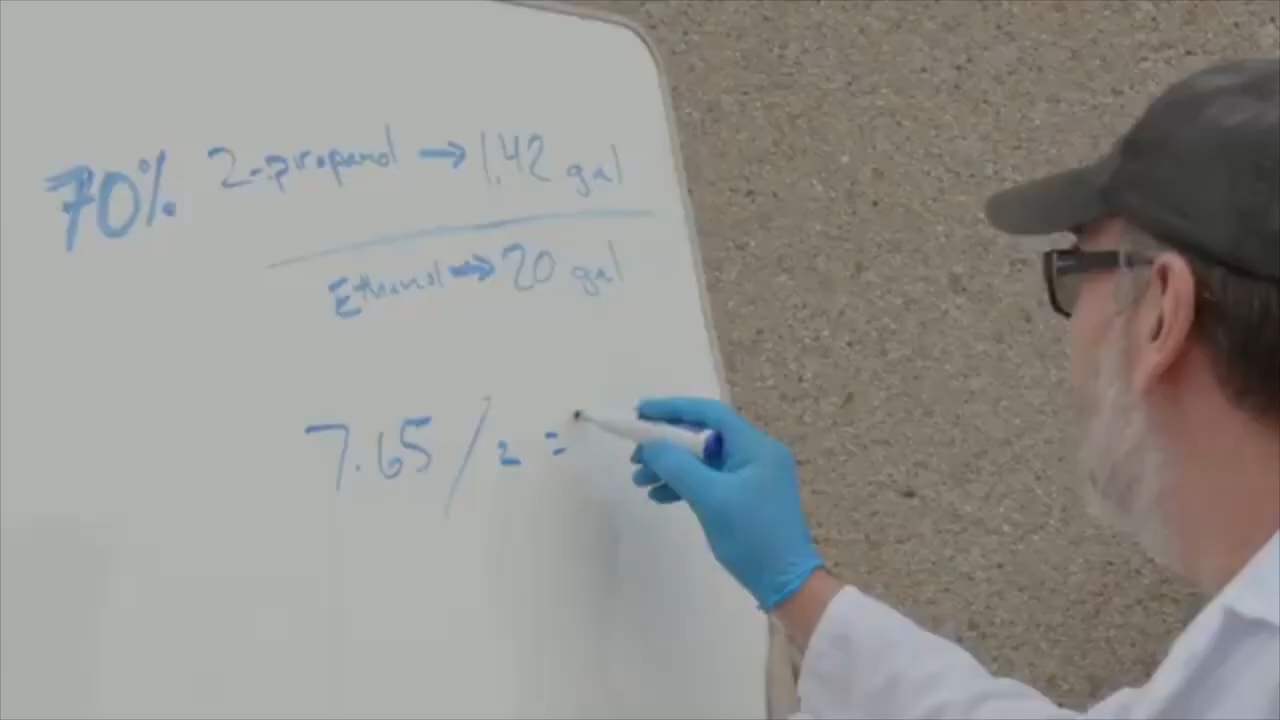 70% 2-propanol → 1.42 gal
Ethanol → 20 gal
7.65 / 2 =